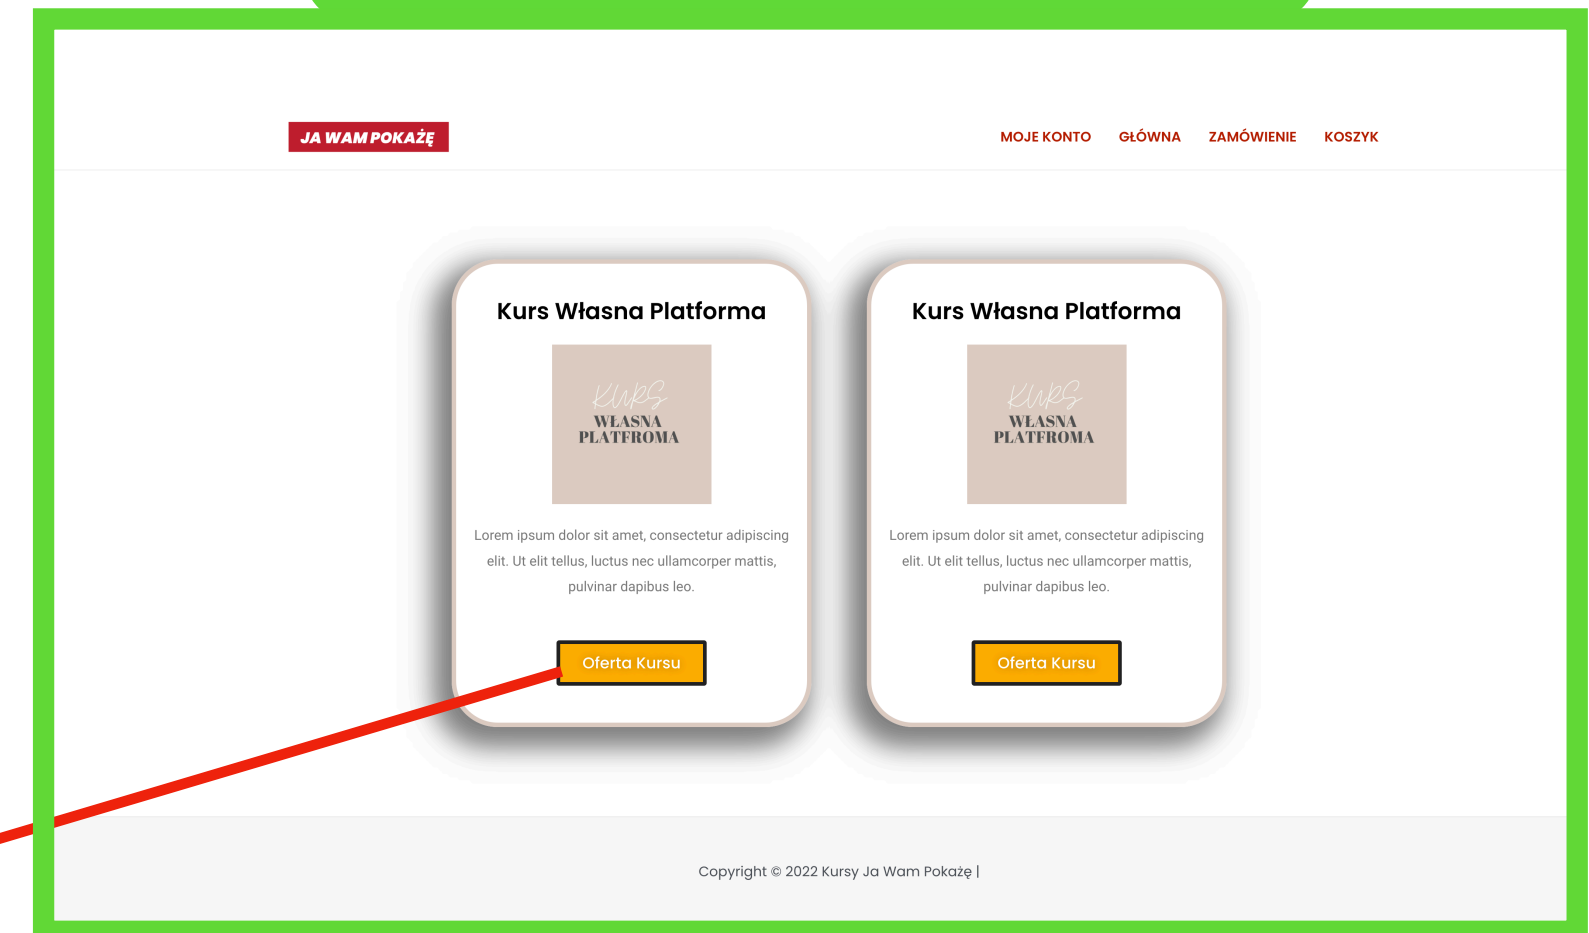 JA WAM POKAŻĘ
MOJE KONTO GŁÓWNA ZAMÓWIENIE KOSZYK
Kurs Własna Platforma
KURS
WŁASNA
PLATFROMA
Lorem ipsum dolor sit amet, consectetur adipiscing
elit. Ut elit tellus, luctus nec ullamcorper mattis,
pulvinar dapibus leo.
Oferta Kursu
Kurs Własna Platforma
KURS
WŁASNA
PLATFROMA
Lorem ipsum dolor sit amet, consectetur adipiscing
elit. Ut elit tellus, luctus nec ullamcorper mattis,
pulvinar dapibus leo.
Oferta Kursu
Copyright © 2022 Kursy Ja Wam Pokażę |